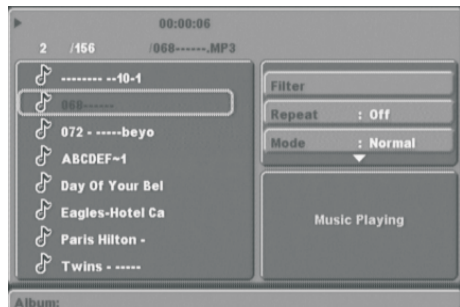 00:00:06
2 /156 /068------.MP3
-------- --10-1
068------
072 - -----beyo
ABCDEF~1
Day Of Your Bel
Eagles-Hotel Ca
Paris Hilton -
Twins - -----
Filter
Repeat : Off
Mode : Normal
Music Playing
Album: